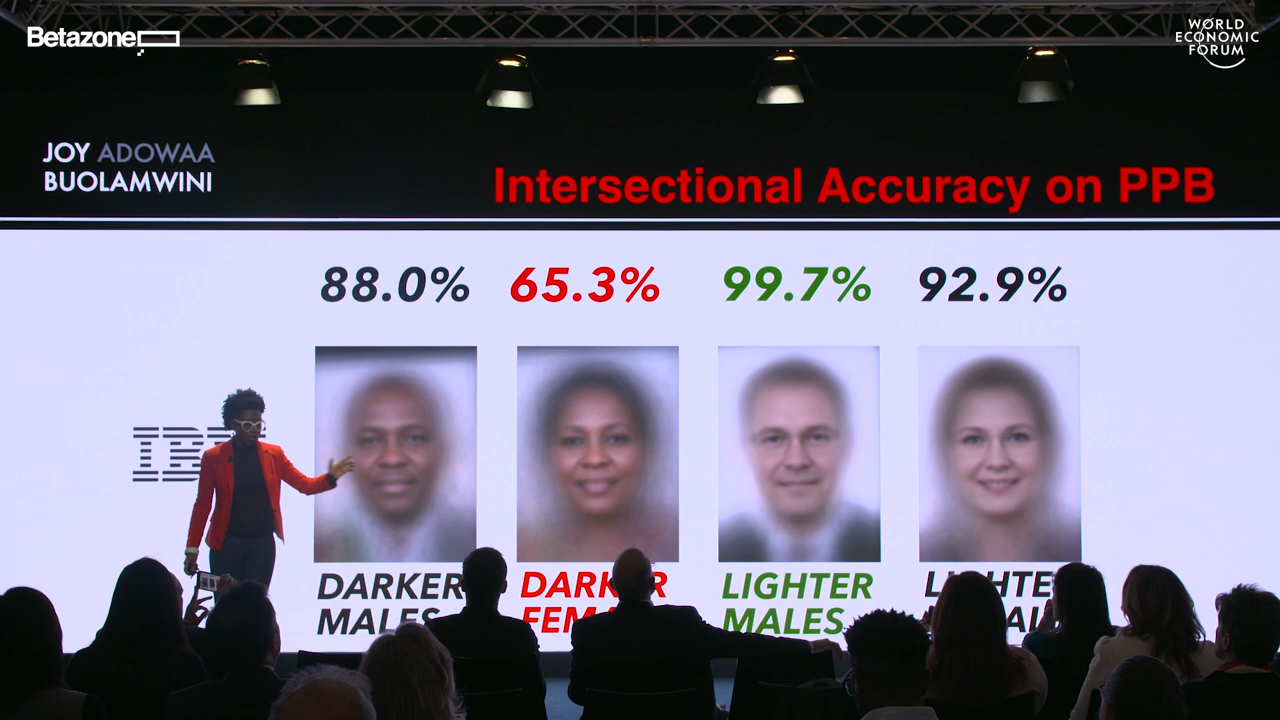 Betazone
WORLD
ECONOMIC
FORUM
JOY ADOWAA
BUOLAMWINI
Intersectional Accuracy on PPB
88.0% 65.3% 99.7% 92.9%
DARKER LIGHTER
MALES MALES